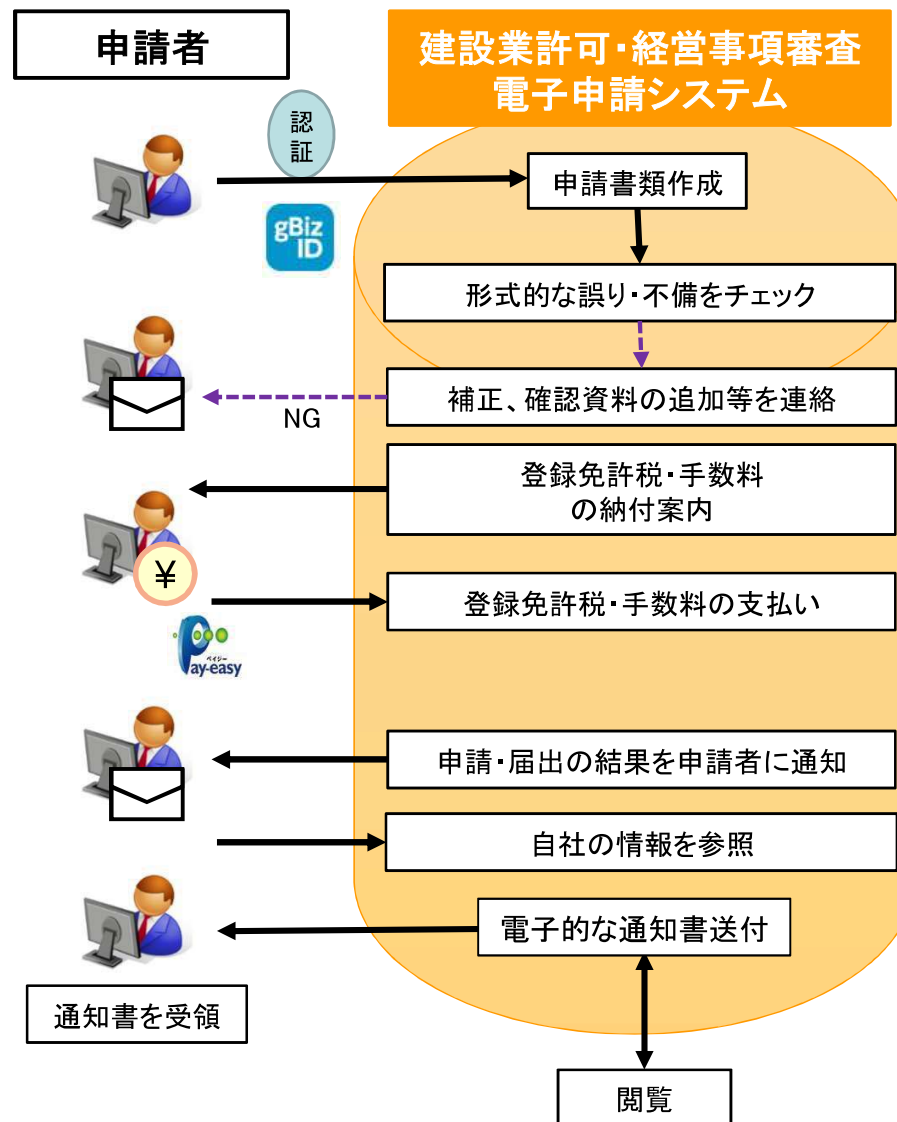 申請者
建設業許可・経営事項審査
電子申請システム
認
証
申請書類作成
gBiz
ID
形式的な誤り・不備をチェック
補正、確認資料の追加等を連絡
NG
登録免許税・手数料
の納付案内
¥
登録免許税・手数料の支払い
ペイジー
Pay-easy
申請・届出の結果を申請者に通知
自社の情報を参照
電子的な通知書送付
通知書を受領
閲覧